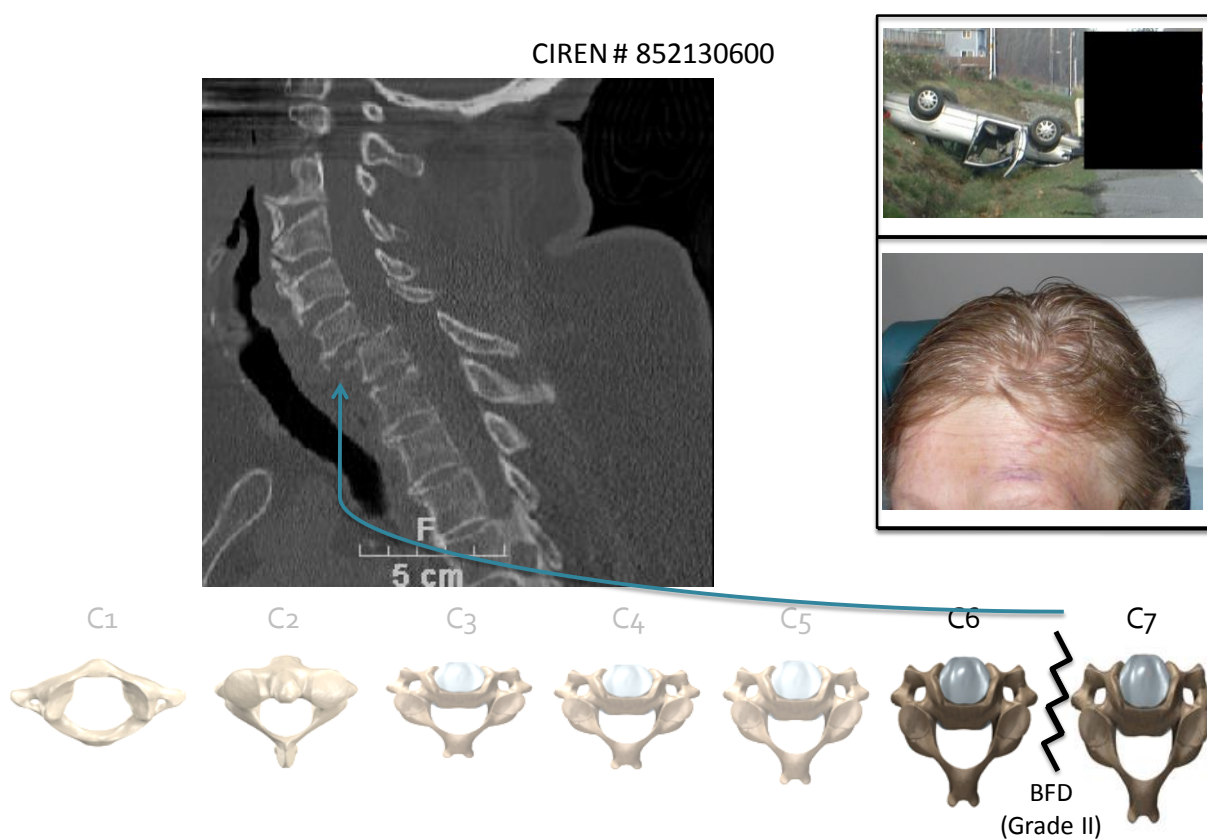 CIREN # 852130600
F
5 cm
C1 C2 C3 C4 C5 C6 C7
BFD
(Grade II)